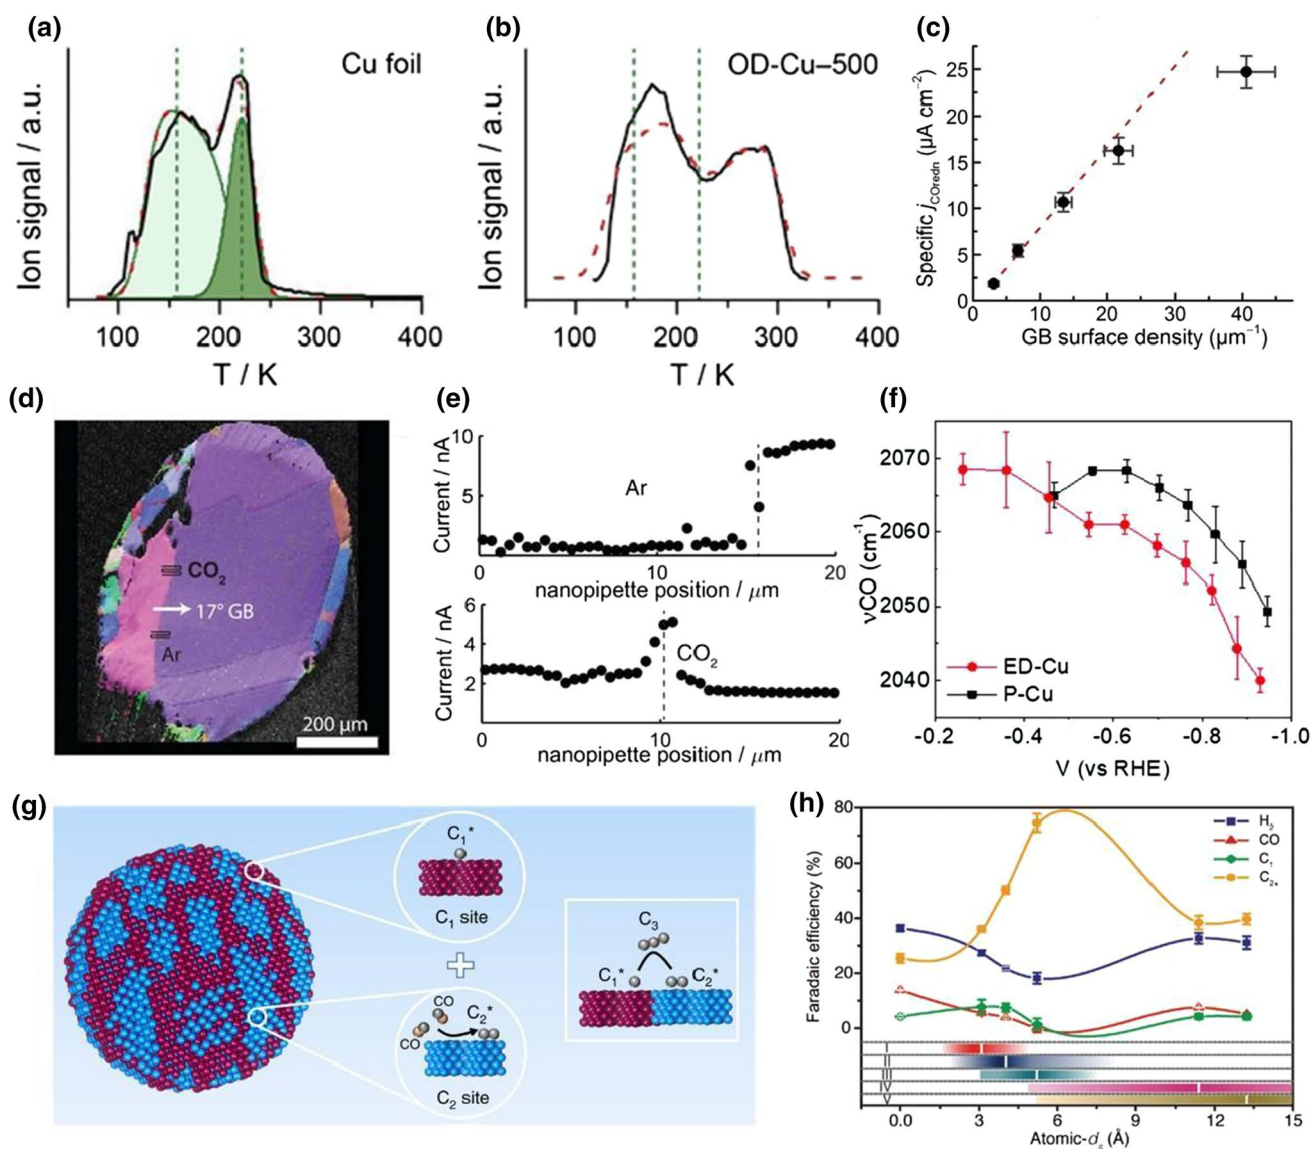 (a)
Cu foil
Ion signal / a.u.
100 200 300 400
T / K
(b)
OD-Cu–500
Ion signal / a.u.
100 200 300 400
T / K
(c)
Specific jCOredn (µA cm⁻²)
25
20
15
10
5
0
0 10 20 30 40
GB surface density (µm⁻¹)
(d)
CO₂
17° GB
Ar
200 µm
(e)
Current / nA
10
5
Ar
0 10 20
nanopipette position / µm
Current / nA
6
4
2
CO₂
0 10 20
nanopipette position / µm
(f)
νCO (cm⁻¹)
2070
2060
2050
2040
ED-Cu
P-Cu
-0.2 -0.4 -0.6 -0.8 -1.0
V (vs RHE)
(g)
C₁*
C₁ site
CO
CO
C₂*
C₂ site
C₃
C₁* C₂*
(h)
Faradaic efficiency (%)
80
60
40
20
0
H₂
CO
C₁
C₂₊
I
II
III
IV
V
0.0 3 6 9 12 15
Atomic-dₛ (Å)